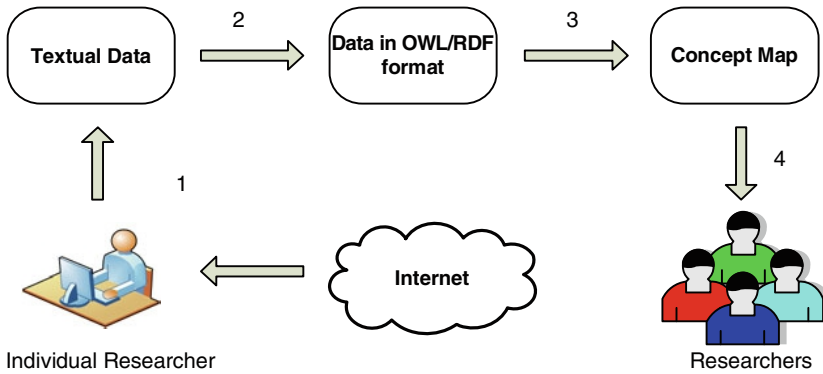 2
3
Textual Data
Data in OWL/RDF
format
Concept Map
1
4
Internet
Individual Researcher
Researchers